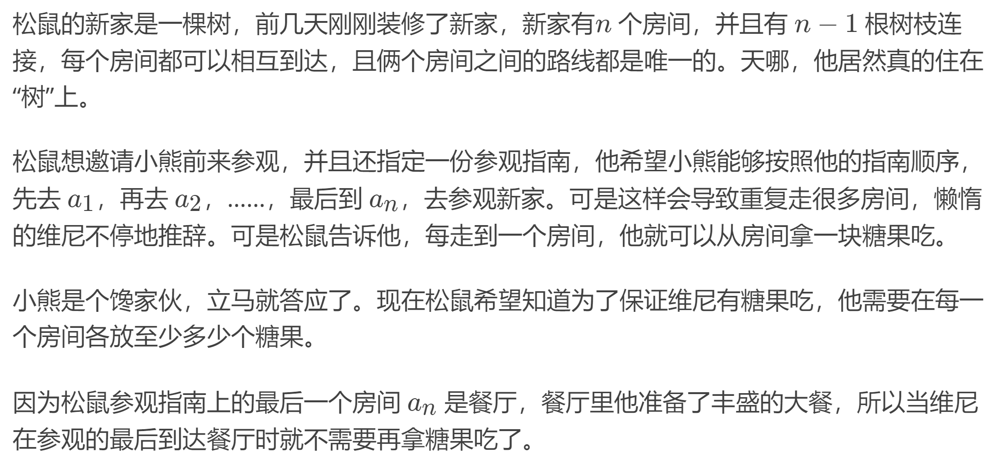 松鼠的新家是一棵树，前几天刚刚装修了新家，新家有n 个房间，并且有 n − 1 根树枝连
接，每个房间都可以相互到达，且俩个房间之间的路线都是唯一的。天哪，他居然真的住在
“树”上。
松鼠想邀请小熊前来参观，并且还指定一份参观指南，他希望小熊能够按照他的指南顺序，
先去 a₁，再去 a₂，……，最后到 aₙ，去参观新家。可是这样会导致重复走很多房间，懒惰
的维尼不停地推辞。可是松鼠告诉他，每走到一个房间，他就可以从房间拿一块糖果吃。
小熊是个馋家伙，立马就答应了。现在松鼠希望知道为了保证维尼有糖果吃，他需要在每一
个房间各放至少多少个糖果。
因为松鼠参观指南上的最后一个房间 aₙ 是餐厅，餐厅里他准备了丰盛的大餐，所以当维尼
在参观的最后到达餐厅时就不需要再拿糖果吃了。